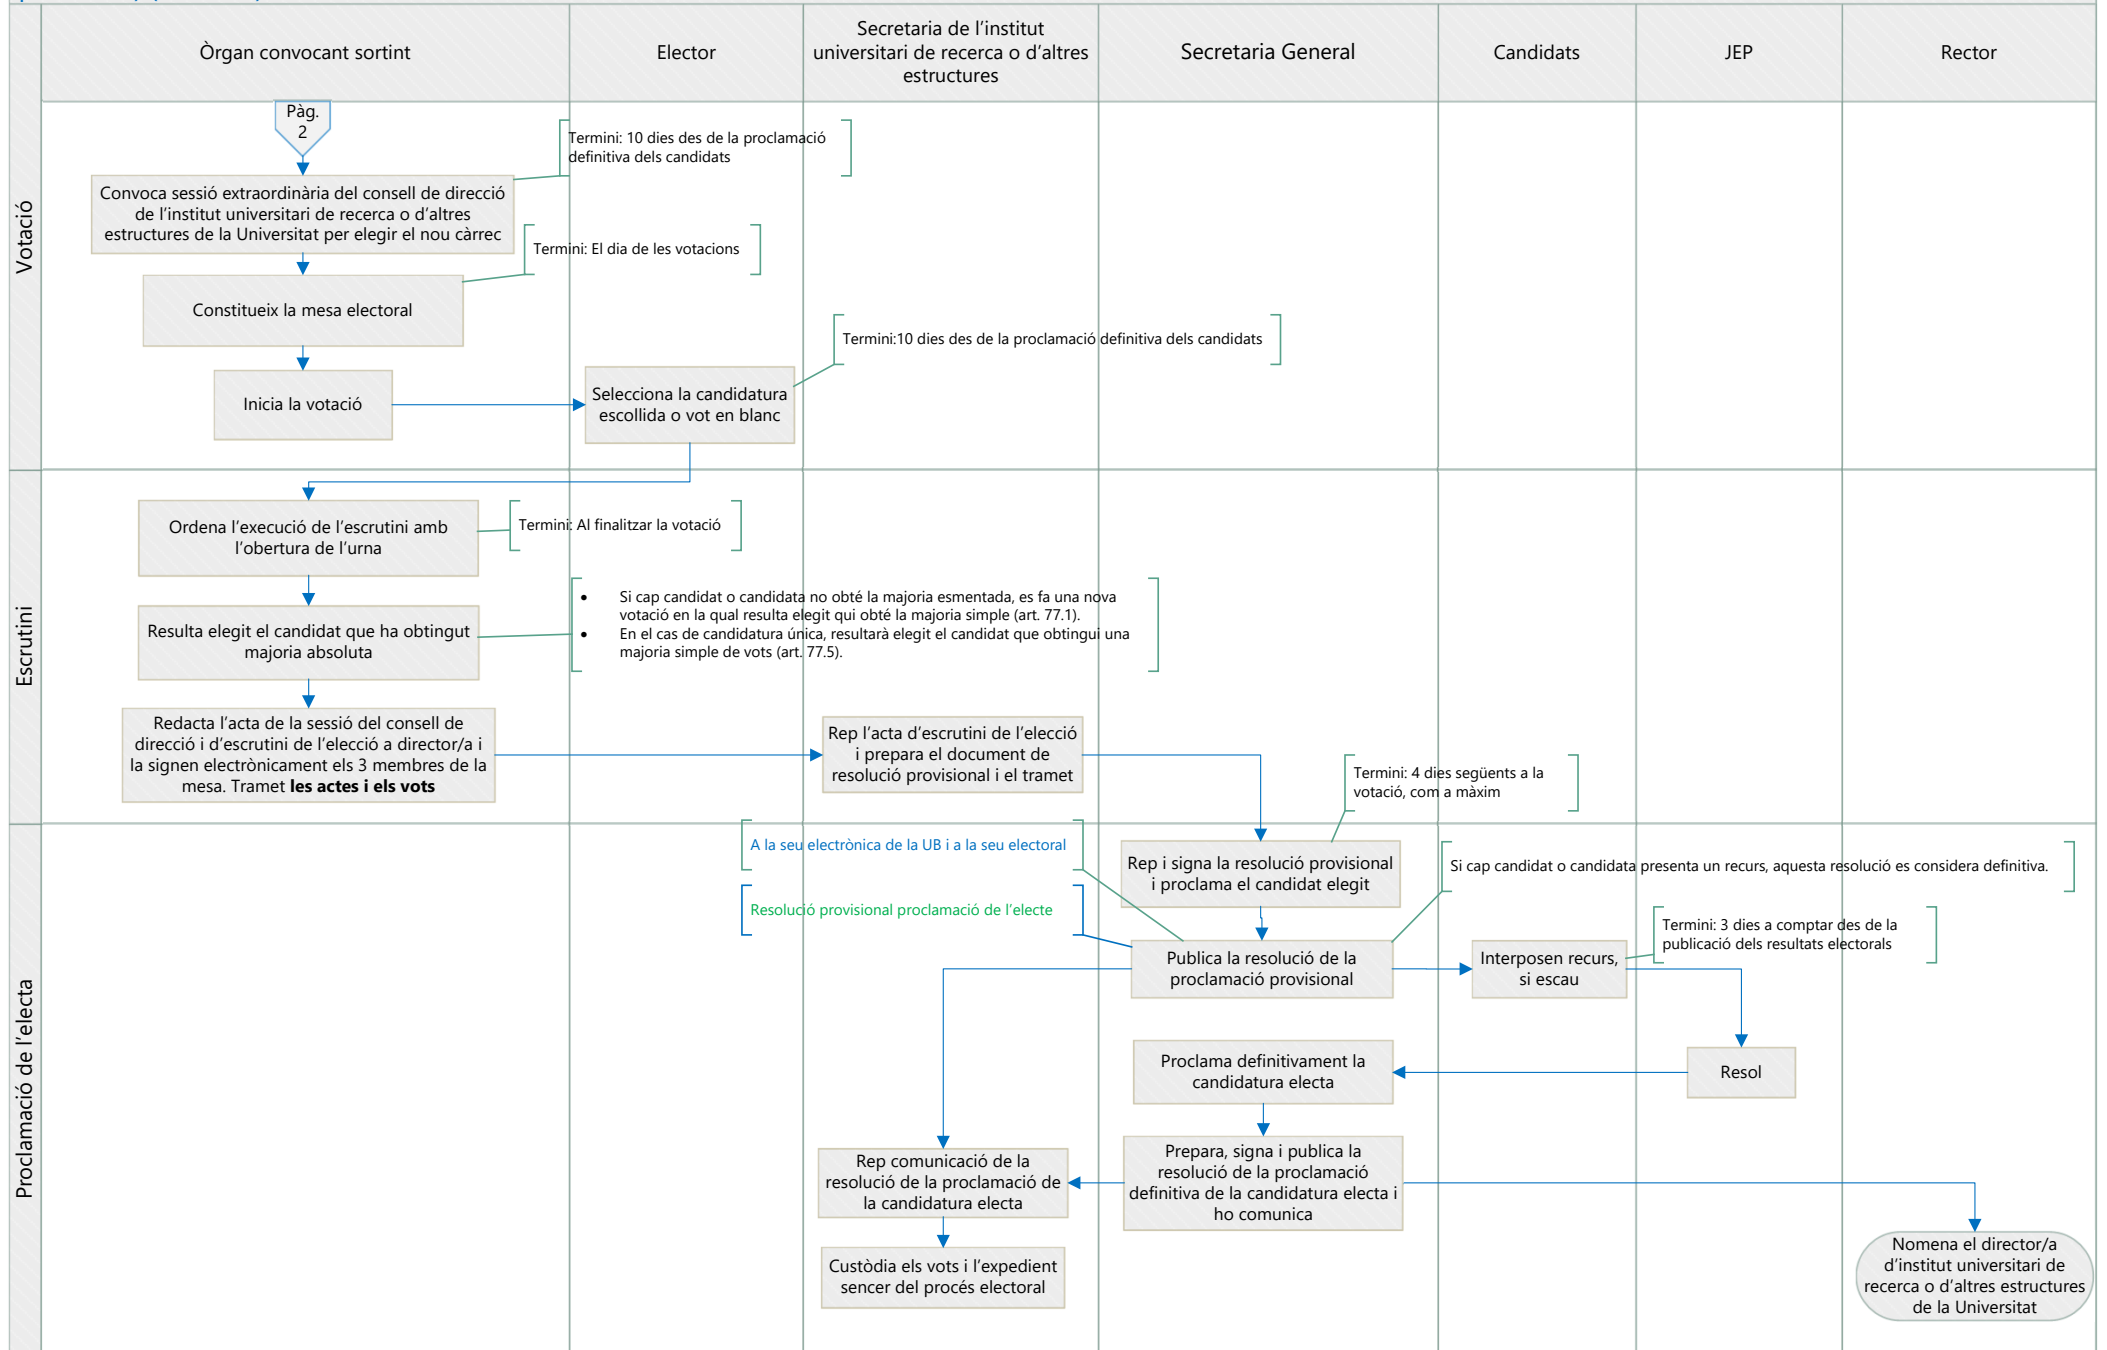 Òrgan convocant sortint
Elector
Secretaria de l'institut
universitari de recerca o d'altres
estructures
Secretaria General
Candidats
JEP
Rector
Votació
Pàg.
2
Termini: 10 dies des de la proclamació
definitiva dels candidats
Convoca sessió extraordinària del consell de direcció
de l'institut universitari de recerca o d'altres
estructures de la Universitat per elegir el nou càrrec
Termini: El dia de les votacions
Constitueix la mesa electoral
Termini:10 dies des de la proclamació definitiva dels candidats
Inicia la votació
Selecciona la candidatura
escollida o vot en blanc
Escrutini
Ordena l'execució de l'escrutini amb
l'obertura de l'urna
Termini: Al finalitzar la votació
Resulta elegit el candidat que ha obtingut
majoria absoluta
• Si cap candidat o candidata no obté la majoria esmentada, es fa una nova
votació en la qual resulta elegit qui obté la majoria simple (art. 77.1).
• En el cas de candidatura única, resultarà elegit el candidat que obtingui una
majoria simple de vots (art. 77.5).
Redacta l'acta de la sessió del consell de
direcció i d'escrutini de l'elecció a director/a i
la signen electrònicament els 3 membres de la
mesa. Tramet les actes i els vots
Rep l'acta d'escrutini de l'elecció
i prepara el document de
resolució provisional i el tramet
Termini: 4 dies següents a la
votació, com a màxim
Proclamació de l'electa
A la seu electrònica de la UB i a la seu electoral
Rep i signa la resolució provisional
i proclama el candidat elegit
Si cap candidat o candidata presenta un recurs, aquesta resolució es considera definitiva.
Resolució provisional proclamació de l'electe
Termini: 3 dies a comptar des de la
publicació dels resultats electorals
Publica la resolució de la
proclamació provisional
Interposen recurs,
si escau
Proclama definitivament la
candidatura electa
Resol
Rep comunicació de la
resolució de la proclamació de
la candidatura electa
Prepara, signa i publica la
resolució de la proclamació
definitiva de la candidatura electa i
ho comunica
Custòdia els vots i l'expedient
sencer del procés electoral
Nomena el director/a
d'institut universitari de
recerca o d'altres estructures
de la Universitat